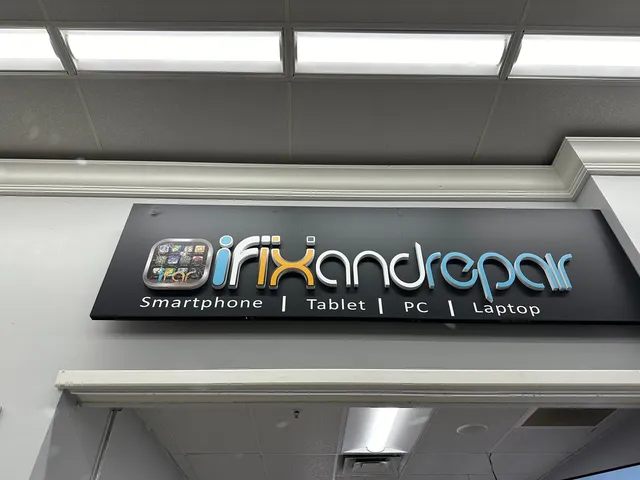 ifixandrepair
Smartphone | Tablet | PC | Laptop